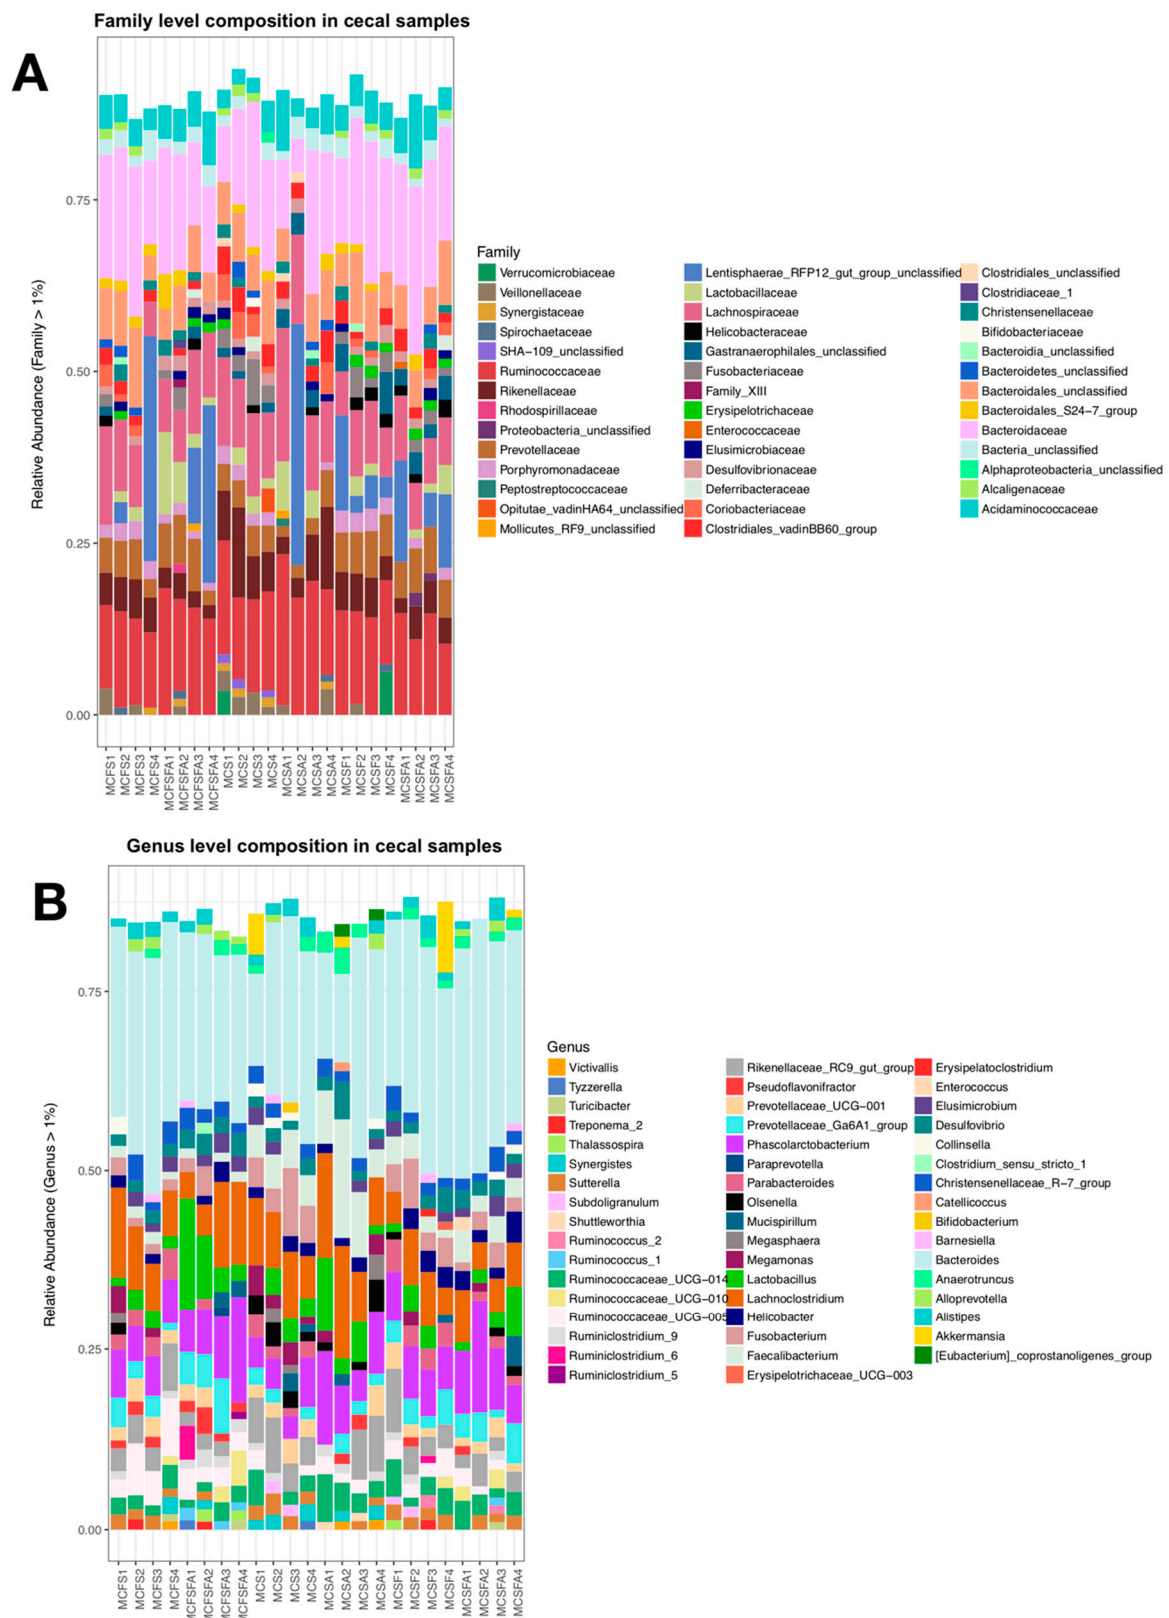 Family level composition in cecal samples
A
0.75
0.50
0.25
0.00
Relative Abundance (Family > 1%)
MCFS1
MCFS2
MCFS3
MCFS4
MCFSFA1
MCFSFA2
MCFSFA3
MCFSFA4
MCS1
MCS2
MCS3
MCS4
MCSA1
MCSA2
MCSA3
MCSA4
MCSF1
MCSF2
MCSF3
MCSF4
MCSFA1
MCSFA2
MCSFA3
MCSFA4
Family
Verrucomicrobiaceae
Veillonellaceae
Synergistaceae
Spirochaetaceae
SHA-109_unclassified
Ruminococcaceae
Rikenellaceae
Rhodospirillaceae
Proteobacteria_unclassified
Prevotellaceae
Porphyromonadaceae
Peptostreptococcaceae
Opitutae_vadinHA64_unclassified
Mollicutes_RF9_unclassified
Lentisphaerae_RFP12_gut_group_unclassified
Lactobacillaceae
Lachnospiraceae
Helicobacteraceae
Gastranaerophilales_unclassified
Fusobacteriaceae
Family_XIII
Erysipelotrichaceae
Enterococcaceae
Elusimicrobiaceae
Desulfovibrionaceae
Deferribacteraceae
Coriobacteriaceae
Clostridiales_vadinBB60_group
Clostridiales_unclassified
Clostridiaceae_1
Christensenellaceae
Bifidobacteriaceae
Bacteroidia_unclassified
Bacteroidetes_unclassified
Bacteroidales_unclassified
Bacteroidales_S24-7_group
Bacteroidaceae
Bacteria_unclassified
Alphaproteobacteria_unclassified
Alcaligenaceae
Acidaminococcaceae
Genus level composition in cecal samples
B
0.75
0.50
0.25
0.00
Relative Abundance (Genus > 1%)
MCFS1
MCFS2
MCFS3
MCFS4
MCFSFA1
MCFSFA2
MCFSFA3
MCFSFA4
MCS1
MCS2
MCS3
MCS4
MCSA1
MCSA2
MCSA3
MCSA4
MCSF1
MCSF2
MCSF3
MCSF4
MCSFA1
MCSFA2
MCSFA3
MCSFA4
Genus
Victivallis
Tyzzerella
Turicibacter
Treponema_2
Thalassospira
Synergistes
Sutterella
Subdoligranulum
Shuttleworthia
Ruminococcus_2
Ruminococcus_1
Ruminococcaceae_UCG-014
Ruminococcaceae_UCG-010
Ruminococcaceae_UCG-005
Ruminiclostridium_9
Ruminiclostridium_6
Ruminiclostridium_5
Rikenellaceae_RC9_gut_group
Pseudoflavonifractor
Prevotellaceae_UCG-001
Prevotellaceae_Ga6A1_group
Phascolarctobacterium
Paraprevotella
Parabacteroides
Olsenella
Mucispirillum
Megasphaera
Megamonas
Lactobacillus
Lachnoclostridium
Helicobacter
Fusobacterium
Faecalibacterium
Erysipelotrichaceae_UCG-003
Erysipelatoclostridium
Enterococcus
Elusimicrobium
Desulfovibrio
Collinsella
Clostridium_sensu_stricto_1
Christensenellaceae_R-7_group
Catellicoccus
Bifidobacterium
Barnesiella
Bacteroides
Anaerotruncus
Alloprevotella
Alistipes
Akkermansia
[Eubacterium]_coprostanoligenes_group